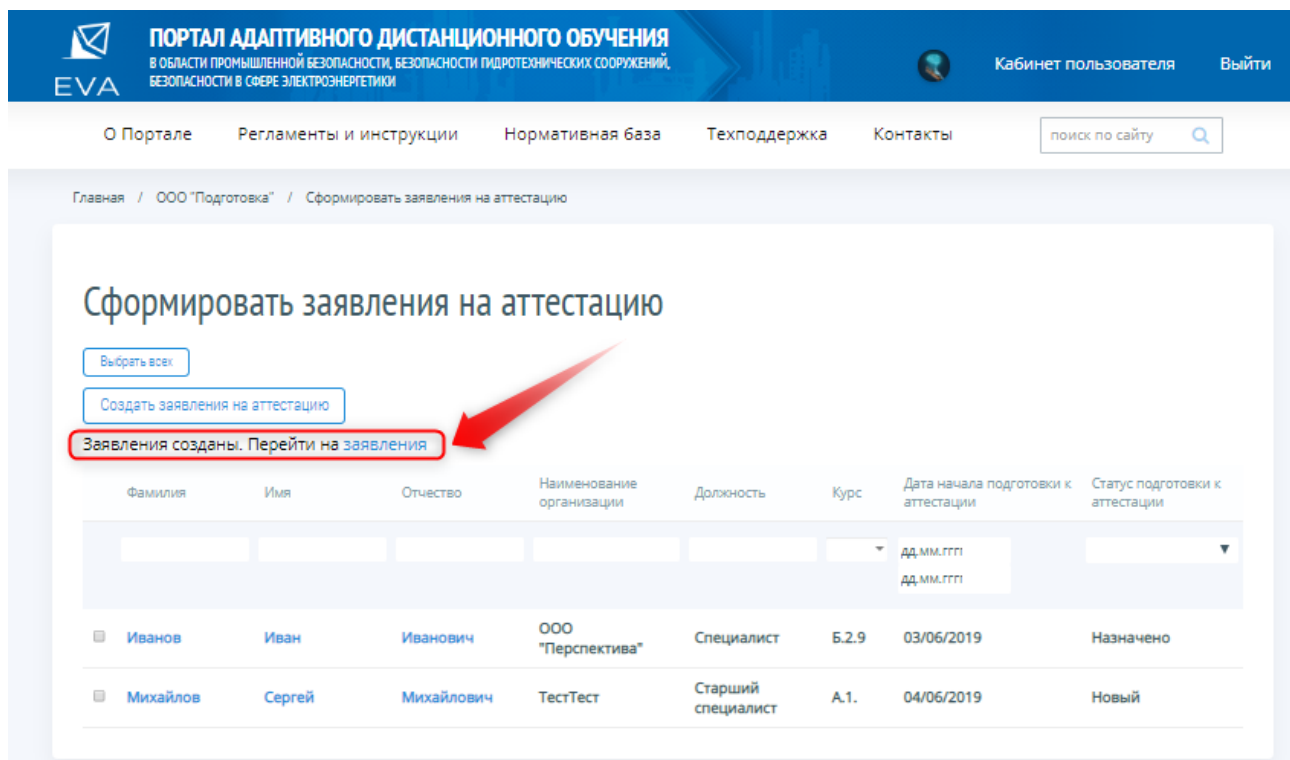 EVA
ПОРТАЛ АДАПТИВНОГО ДИСТАНЦИОННОГО ОБУЧЕНИЯ
В ОБЛАСТИ ПРОМЫШЛЕННОЙ БЕЗОПАСНОСТИ, БЕЗОПАСНОСТИ ГИДРОТЕХНИЧЕСКИХ СООРУЖЕНИЙ,
БЕЗОПАСНОСТИ В СФЕРЕ ЭЛЕКТРОЭНЕРГЕТИКИ
Кабинет пользователя Выйти
О Портале Регламенты и инструкции Нормативная база Техподдержка Контакты поиск по сайту
Главная / ООО "Подготовка" / Сформировать заявления на аттестацию
Сформировать заявления на аттестацию
Выбрать всех
Создать заявления на аттестацию
Заявления созданы. Перейти на заявления
Фамилия Имя Отчество Наименование организации Должность Курс Дата начала подготовки к аттестации Статус подготовки к аттестации
дд.мм.гггг
дд.мм.гггг
Иванов Иван Иванович ООО "Перспектива" Специалист Б.2.9 03/06/2019 Назначено
Михайлов Сергей Михайлович ТестТест Старший специалист А.1. 04/06/2019 Новый